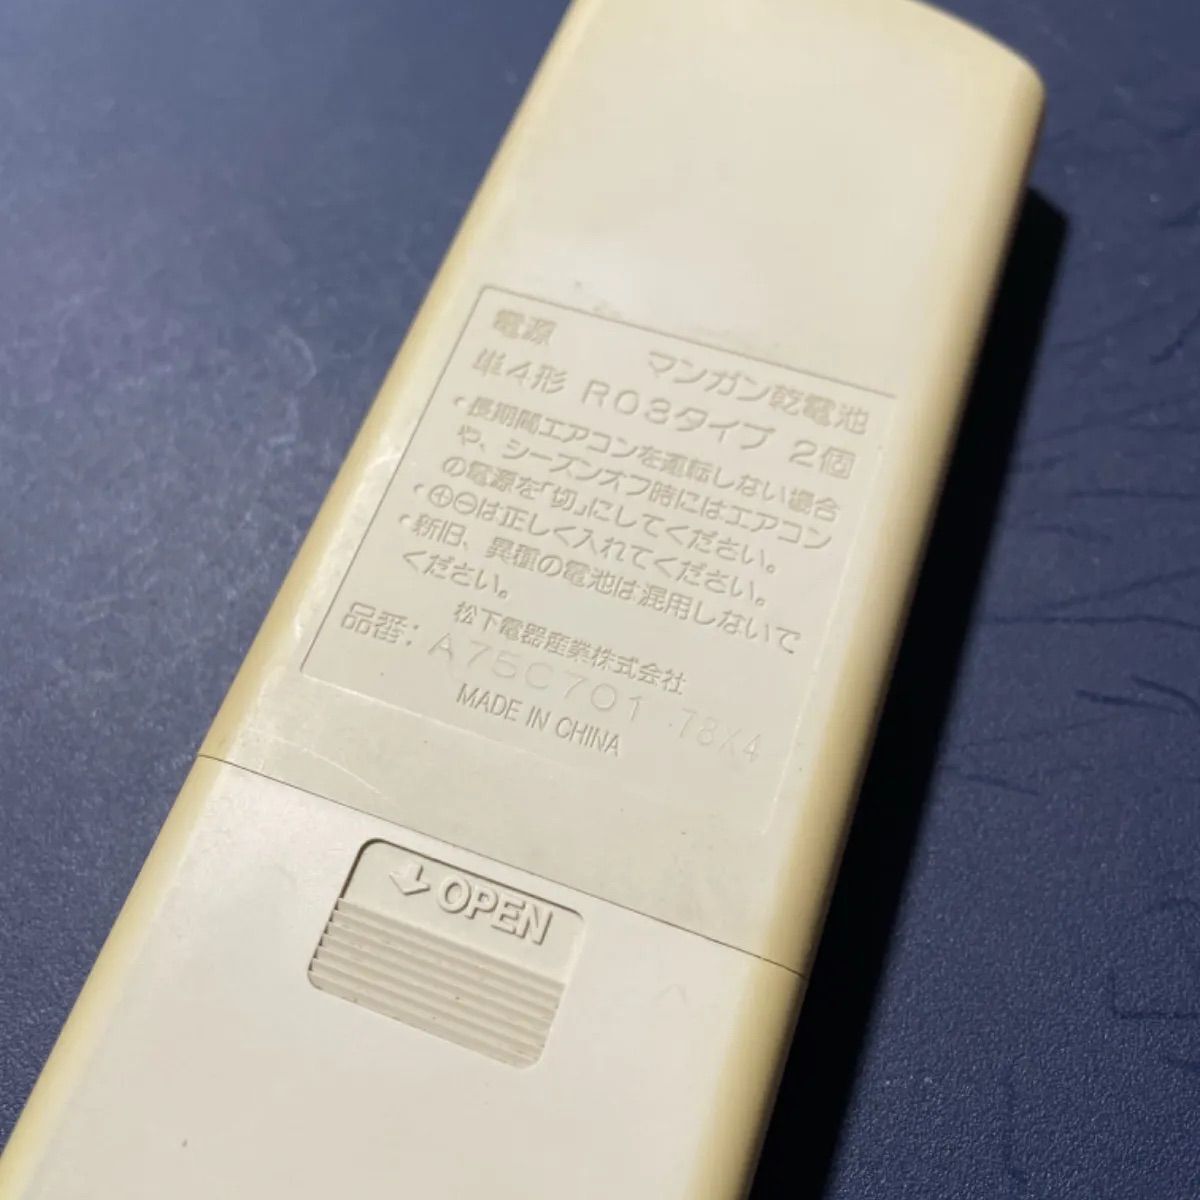 電源 マンガン乾電池
単4形 R03タイプ 2個
・長期間エアコンを運転しない場合
や、シーズンオフ時にはエアコン
の電源を「切」にしてください。
・⊕⊖は正しく入れてください。
・新旧、異種の電池は混用しないで
ください。
松下電器産業株式会社
品番: A75C701 78X4
MADE IN CHINA
↓ OPEN